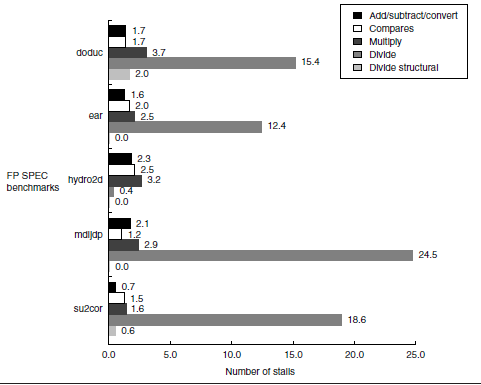 Add/subtract/convert
Compares
Multiply
Divide
Divide structural
FP SPEC
benchmarks
doduc
1.7
1.7
3.7
15.4
2.0
ear
1.6
2.0
2.5
12.4
0.0
hydro2d
2.3
2.5
3.2
0.4
0.0
mdljdp
2.1
1.2
2.9
24.5
0.0
su2cor
0.7
1.5
1.6
18.6
0.6
0.0 5.0 10.0 15.0 20.0 25.0
Number of stalls